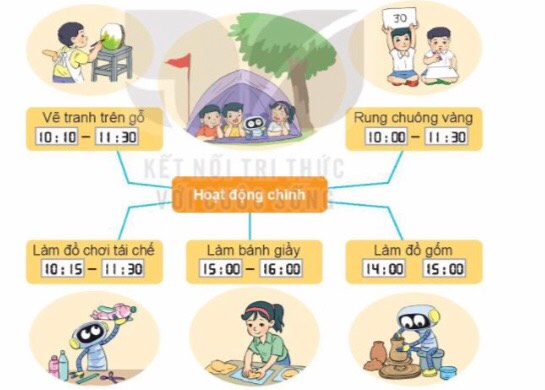 30
Vẽ tranh trên gỗ
10:10 – 11:30
Rung chuông vàng
10:00 – 11:30
KẾT NỐI TRI THỨC
VỚI CUỘC SỐNG
Hoạt động chính
Làm đồ chơi tái chế
10:15 – 11:30
Làm bánh giầy
15:00 – 16:00
Làm đồ gốm
14:00 15:00